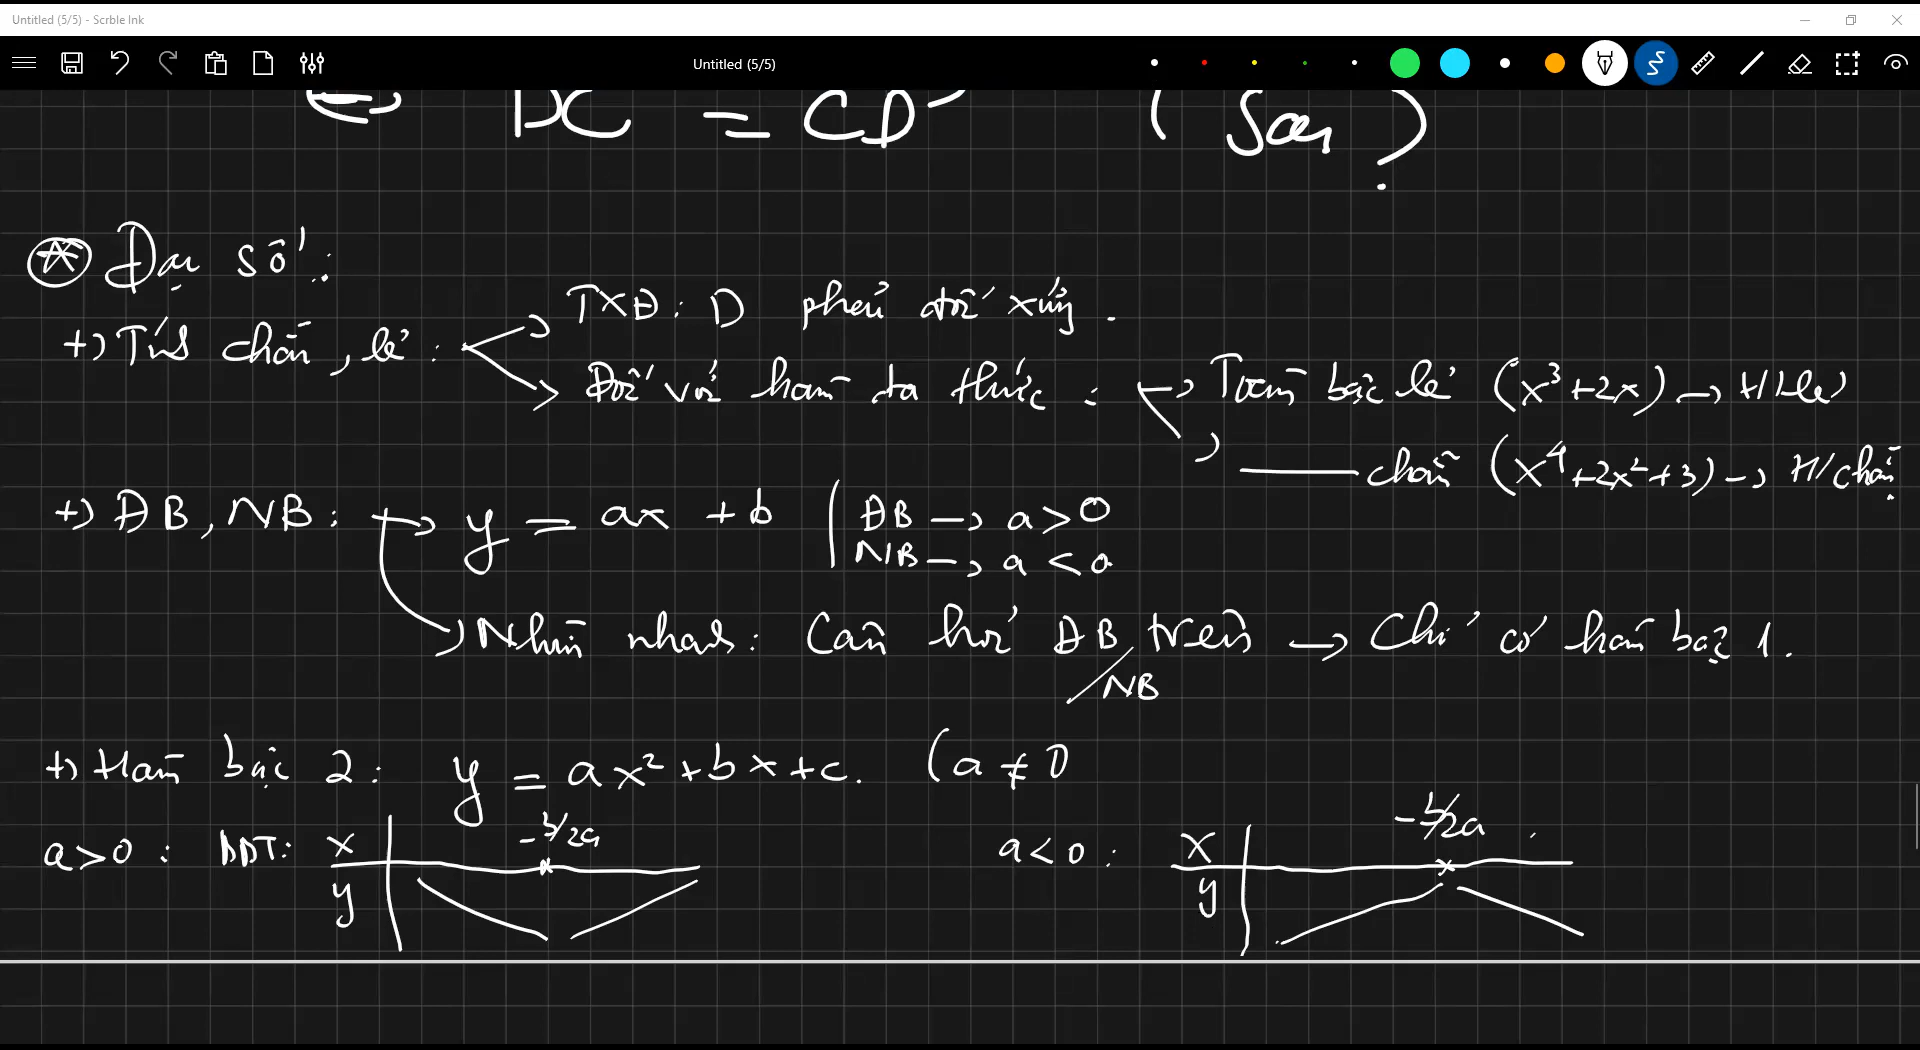 Untitled (5/5) - Scrble Ink
Untitled (5/5)
DC = CD (Sai?)
Đại số:
+) Tính chẵn, lẻ: → TXĐ: D phải đối xứng.
→ Đối với hàm đa thức: → Toàn bậc lẻ (x³+2x) → H/lẻ
→ ——— chẵn (x⁴+2x²+3) → H/chẵn
+) ĐB, NB: → y = ax + b | ĐB → a > 0
NB → a < 0
→ Nhìn nhanh: Câu hỏi ĐB trên → Chỉ có hàm bậc 1.
/NB
+) Hàm bậc 2: y = ax² + bx + c. (a ≠ 0
a > 0: BBT: x -b/2a
y
a < 0: x -b/2a
y